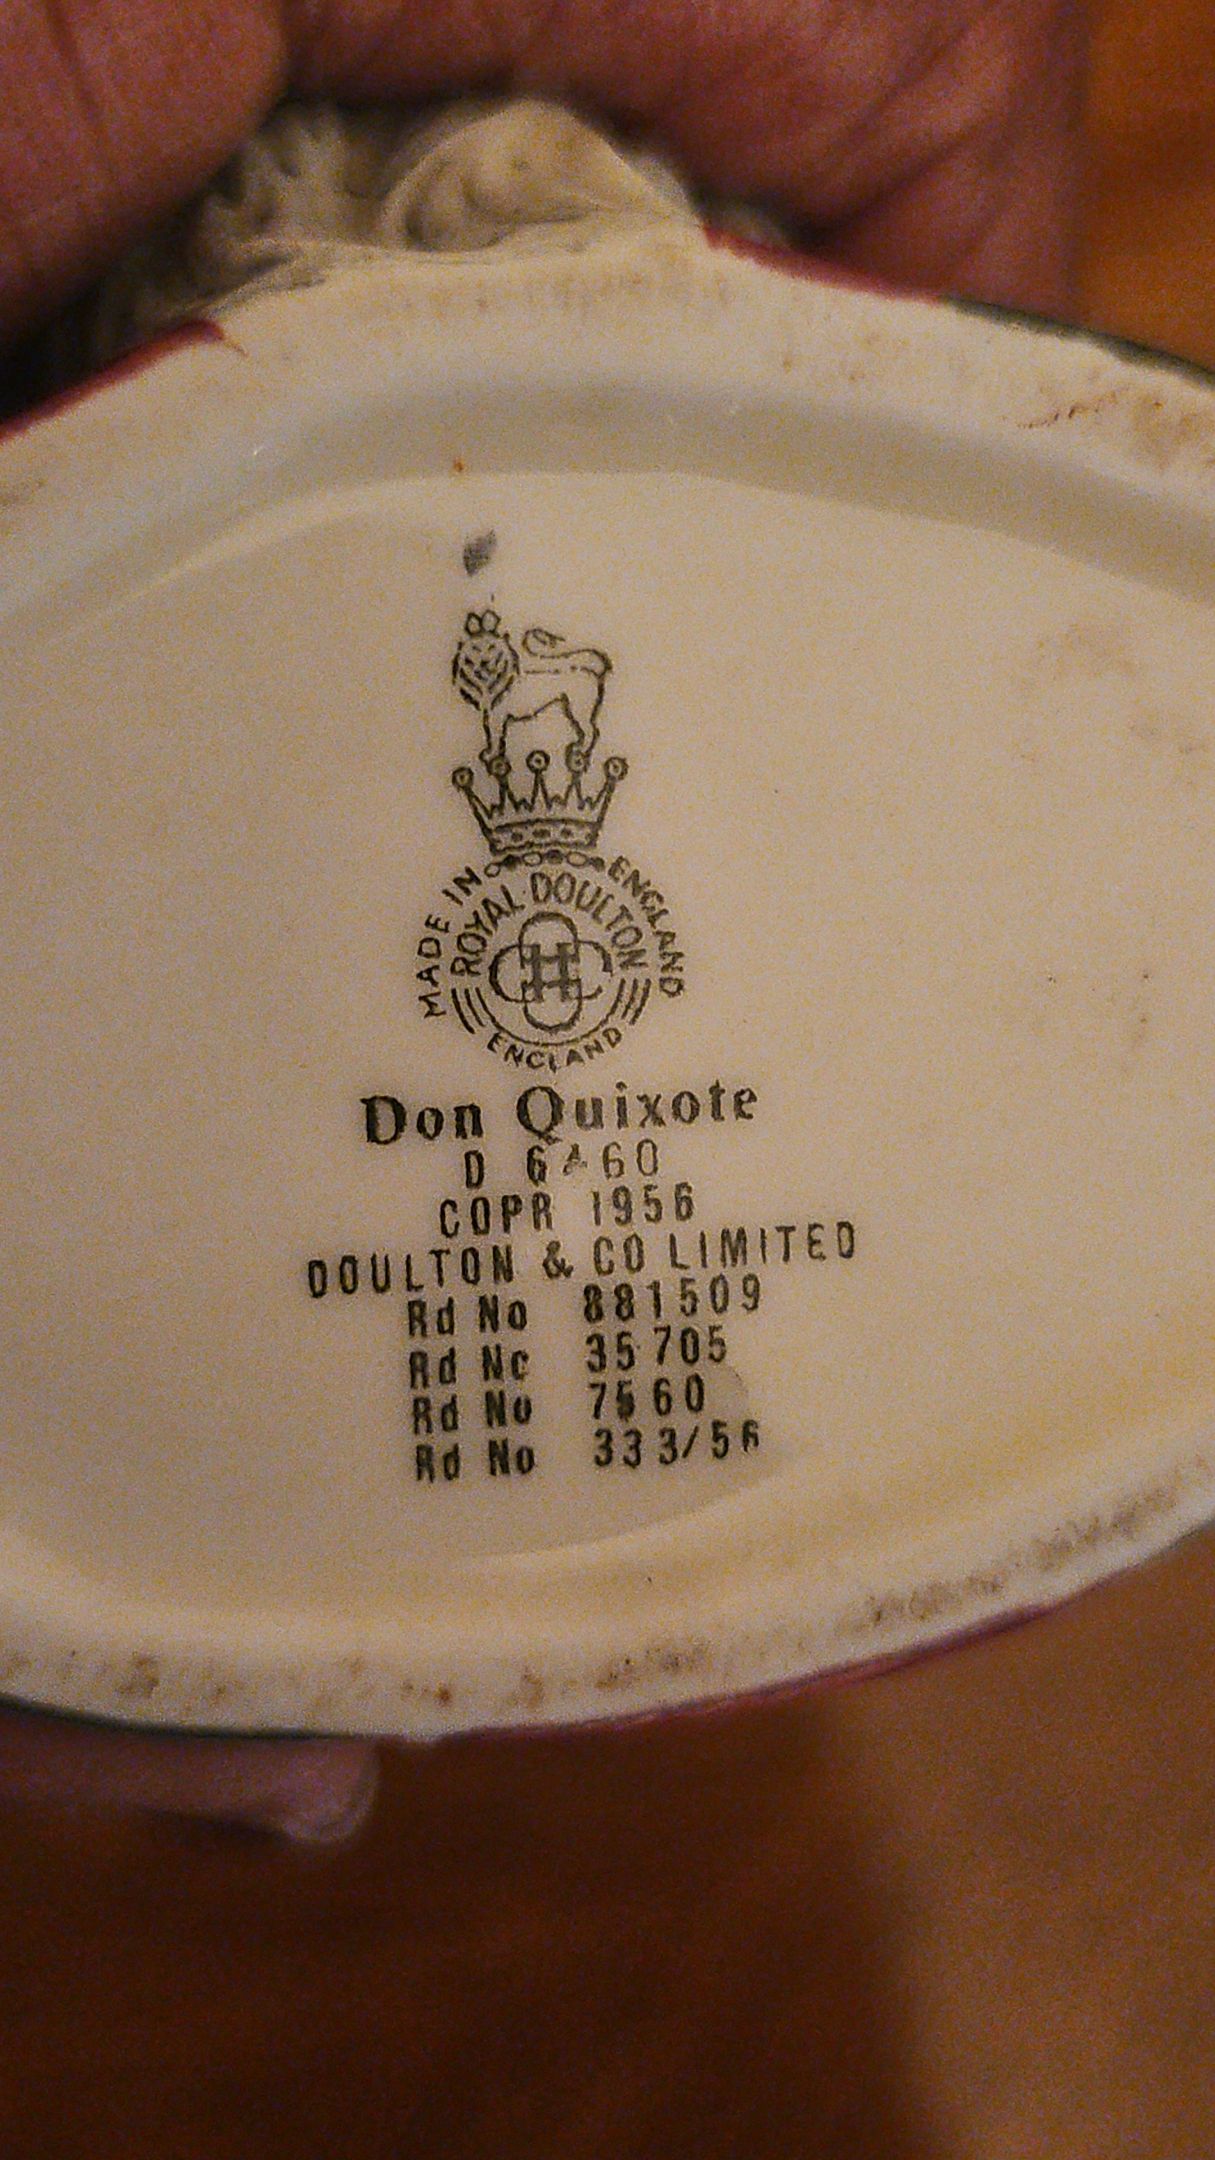 MADE IN ENGLAND
ROYAL DOULTON
ENGLAND
Don Quixote
D 6460
COPR 1956
DOULTON & CO LIMITED
Rd No 881509
Rd No 35705
Rd No 7560
Rd No 333/56